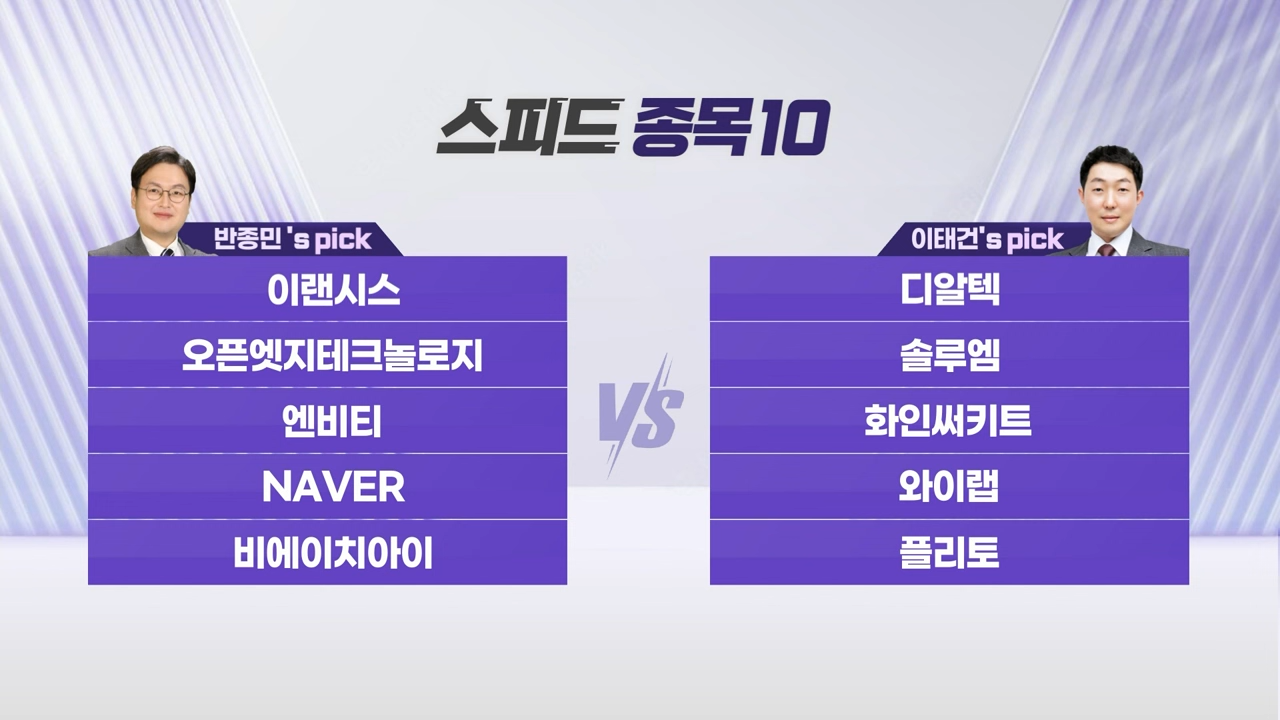 스피드 종목10
반종민 's pick
이랜시스
오픈엣지테크놀로지
엔비티
NAVER
비에이치아이
VS
이태건's pick
디알텍
솔루엠
화인써키트
와이랩
플리토